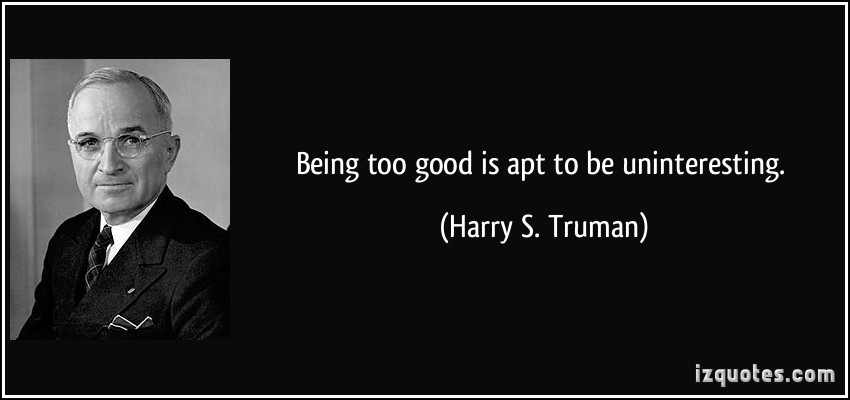 Being too good is apt to be uninteresting.
(Harry S. Truman)
izquotes.com